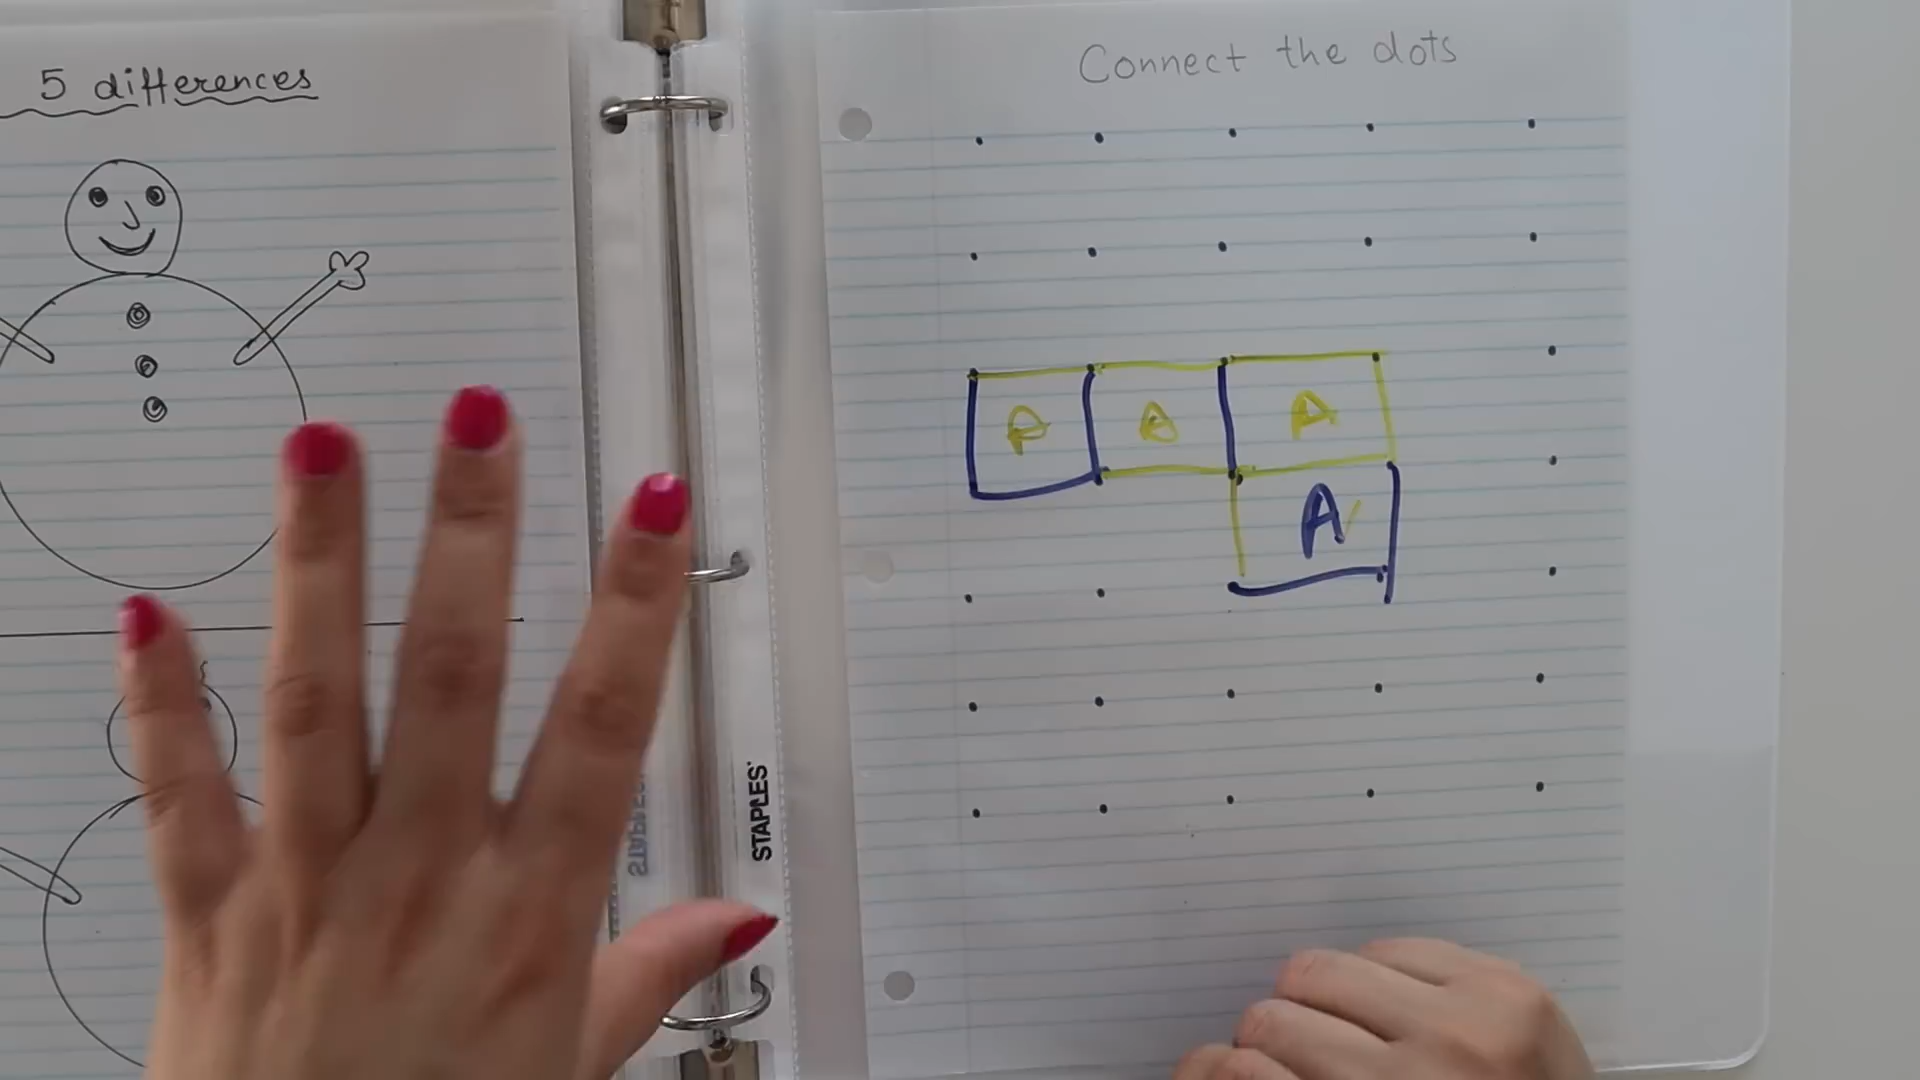 5 differences
Connect the dots
A A A
A
STAPLES